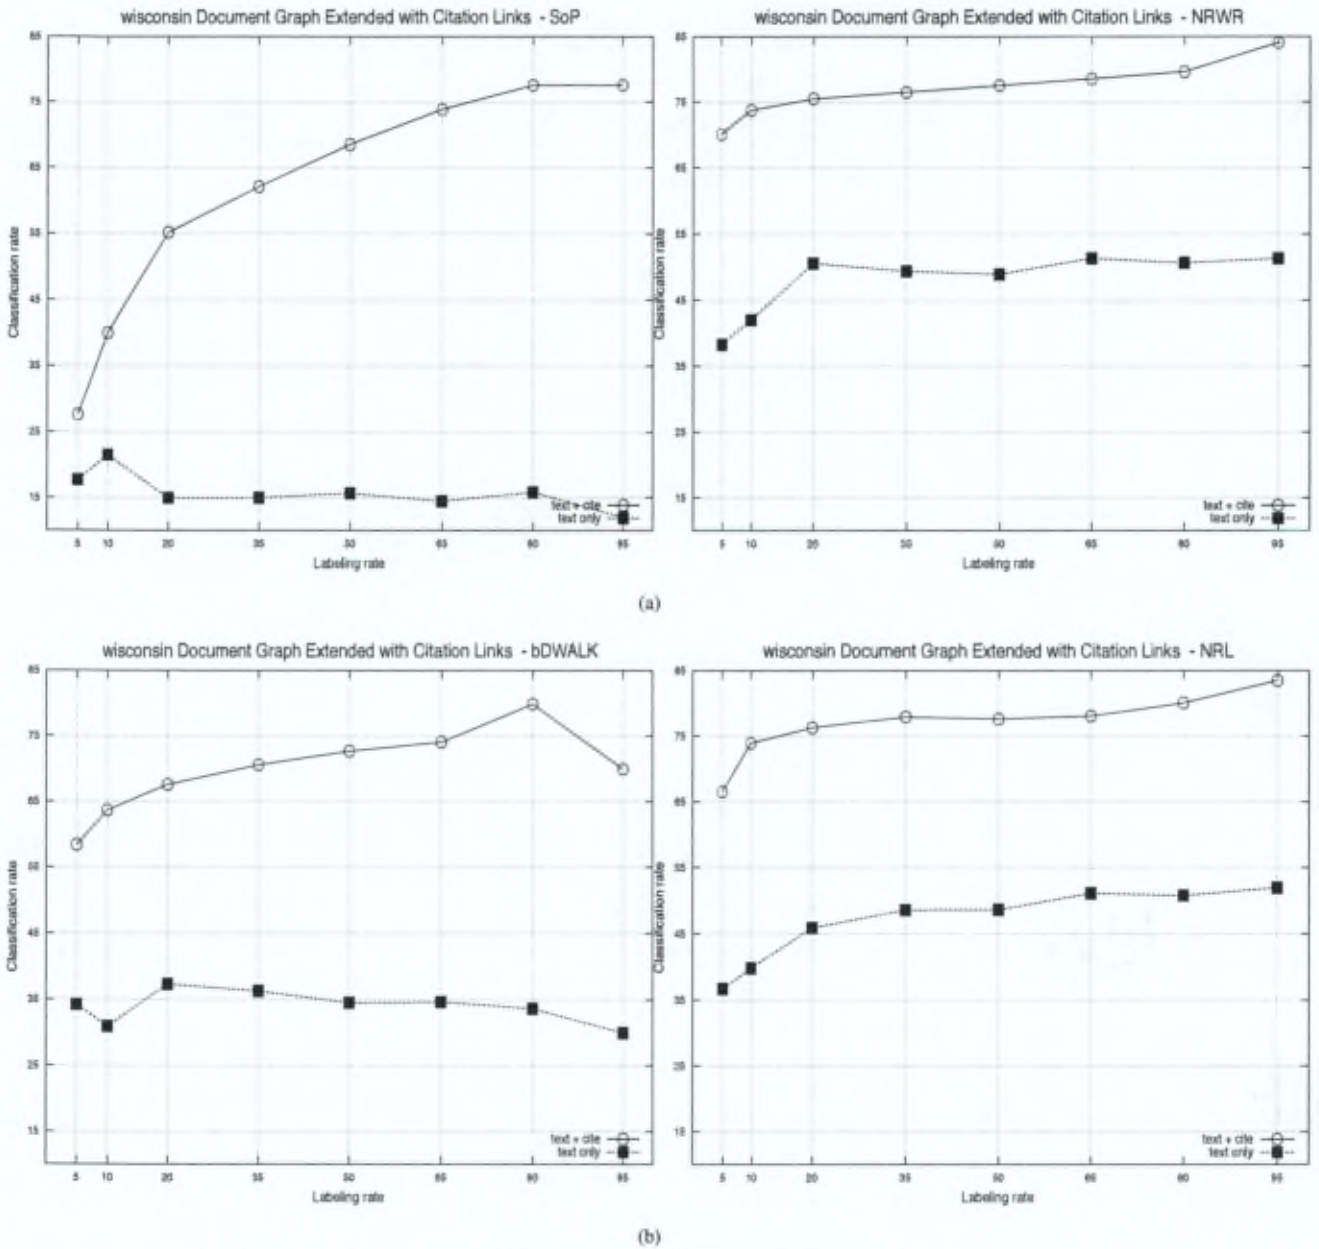 wisconsin Document Graph Extended with Citation Links - SoP
85
75
65
55
45
35
25
15
Classification rate
text + cite
text only
5 10 20 35 50 65 80 95
Labeling rate
wisconsin Document Graph Extended with Citation Links - NRWR
85
75
65
55
45
35
25
15
Classification rate
text + cite
text only
5 10 20 35 50 65 80 95
Labeling rate
(a)
wisconsin Document Graph Extended with Citation Links - bDWALK
85
75
65
55
45
35
25
15
Classification rate
text + cite
text only
5 10 20 35 50 65 80 95
Labeling rate
wisconsin Document Graph Extended with Citation Links - NRL
85
75
65
55
45
35
25
15
Classification rate
text + cite
text only
5 10 20 35 50 65 80 95
Labeling rate
(b)